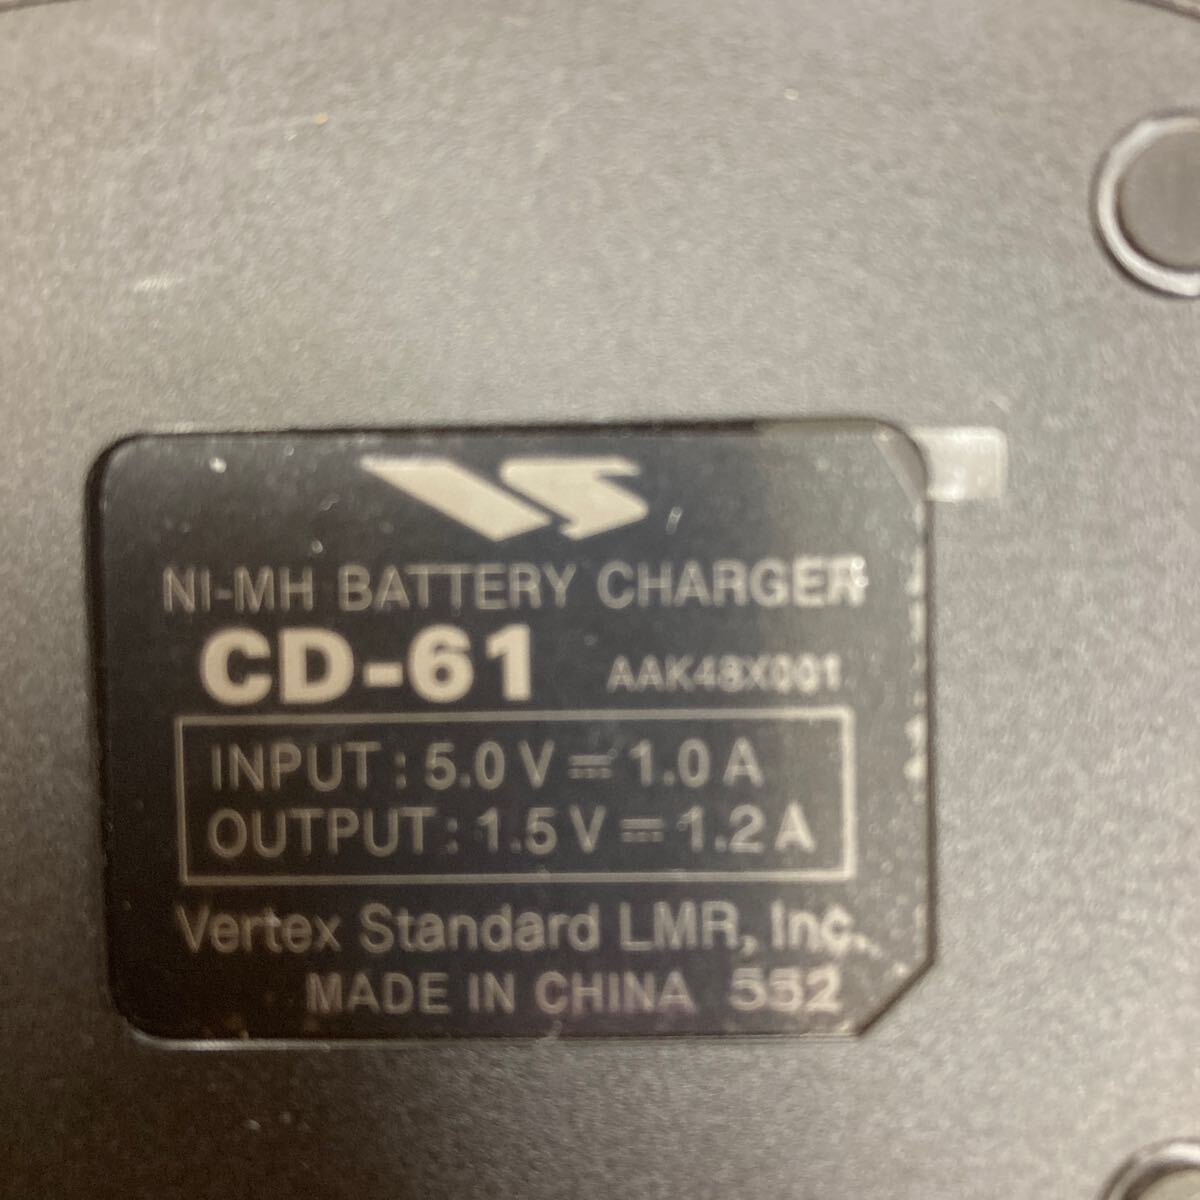 VS
NI-MH BATTERY CHARGER
CD-61 AAK48X001
INPUT : 5.0 V ⎓ 1.0 A
OUTPUT : 1.5 V ⎓ 1.2 A
Vertex Standard LMR, Inc.
MADE IN CHINA 552